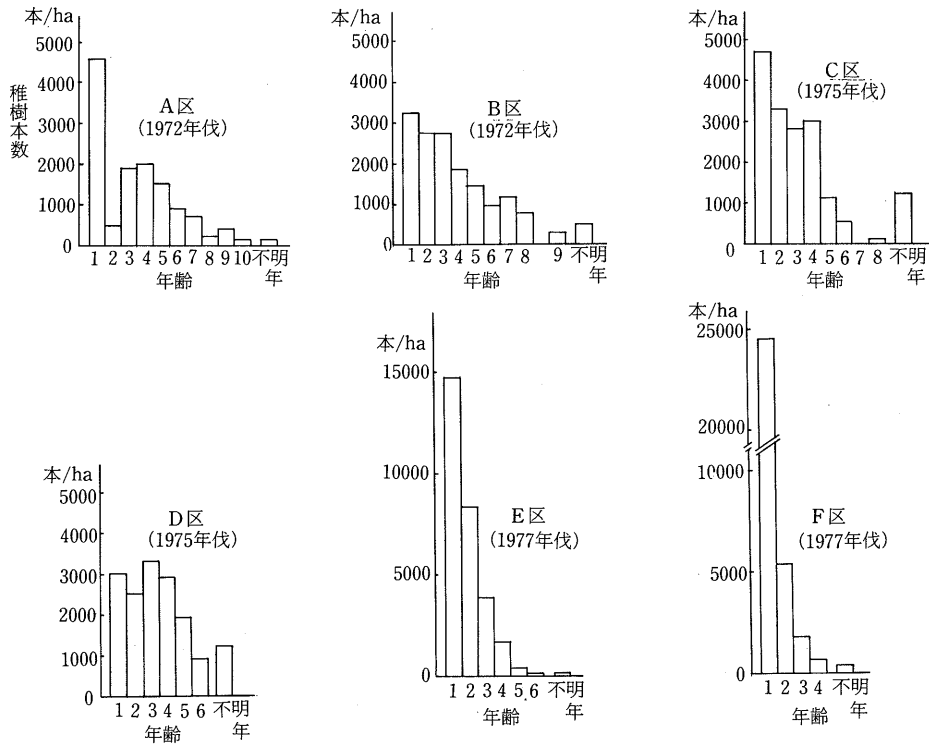 本/ha
5000
4000
3000
2000
1000
0
稚樹本数
A区
(1972年伐)
1 2 3 4 5 6 7 8 9 10 不明
年齢 年
本/ha
5000
4000
3000
2000
1000
0
B区
(1972年伐)
1 2 3 4 5 6 7 8 9 不明
年齢 年
本/ha
5000
4000
3000
2000
1000
0
C区
(1975年伐)
1 2 3 4 5 6 7 8 不明
年齢 年
本/ha
5000
4000
3000
2000
1000
0
D区
(1975年伐)
1 2 3 4 5 6 不明
年齢 年
本/ha
15000
10000
5000
0
E区
(1977年伐)
1 2 3 4 5 6 不明
年齢 年
本/ha
25000
20000
10000
5000
0
F区
(1977年伐)
1 2 3 4 不明
年齢 年